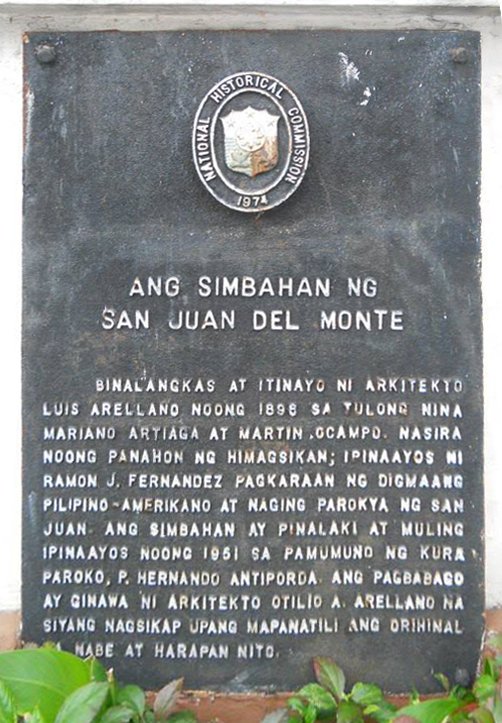 NATIONAL HISTORICAL COMMISSION
1974
ANG SIMBAHAN NG
SAN JUAN DEL MONTE
BINALANGKAS AT ITINAYO NI ARKITEKTO
LUIS ARELLANO NOONG 1896 SA TULONG NINA
MARIANO ARTIAGA AT MARTIN OCAMPO. NASIRA
NOONG PANAHON NG HIMAGSIKAN; IPINAAYOS NI
RAMON J. FERNANDEZ PAGKARAAN NG DIGMAANG
PILIPINO-AMERIKANO AT NAGING PAROKYA NG SAN
JUAN. ANG SIMBAHAN AY PINALAKI AT MULING
IPINAAYOS NOONG 1951 SA PAMUMUNO NG KURA
PAROKO, P. HERNANDO ANTIPORDA. ANG PAGBABAGO
AY GINAWA NI ARKITEKTO OTILIO A. ARELLANO NA
SIYANG NAGSIKAP UPANG MAPANATILI ANG ORIHINAL
NABE AT HARAPAN NITO.